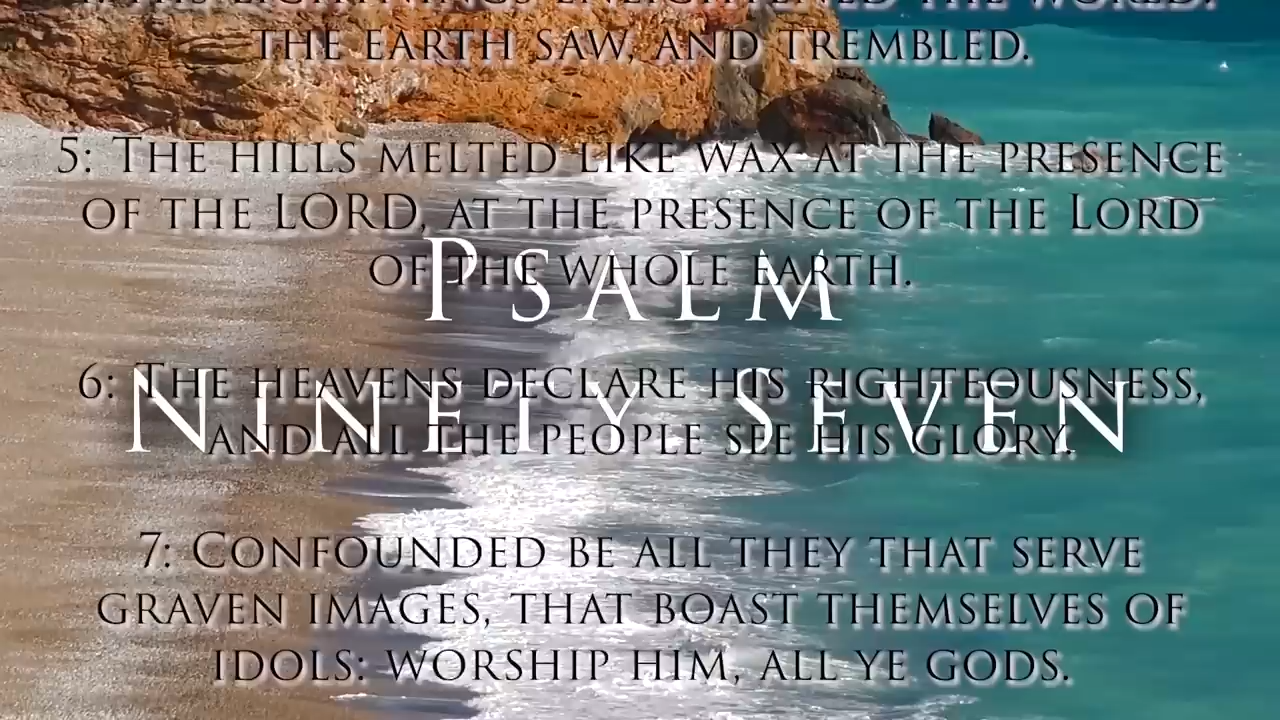 HIS LIGHTNINGS ENLIGHTENED THE WORLD:
THE EARTH SAW, AND TREMBLED.
5: THE HILLS MELTED LIKE WAX AT THE PRESENCE
OF THE LORD, AT THE PRESENCE OF THE LORD
OF THE WHOLE EARTH.
PSALM
6: THE HEAVENS DECLARE HIS RIGHTEOUSNESS,
NINETY SEVEN
AND ALL THE PEOPLE SEE HIS GLORY.
7: CONFOUNDED BE ALL THEY THAT SERVE
GRAVEN IMAGES, THAT BOAST THEMSELVES OF
IDOLS: WORSHIP HIM, ALL YE GODS.